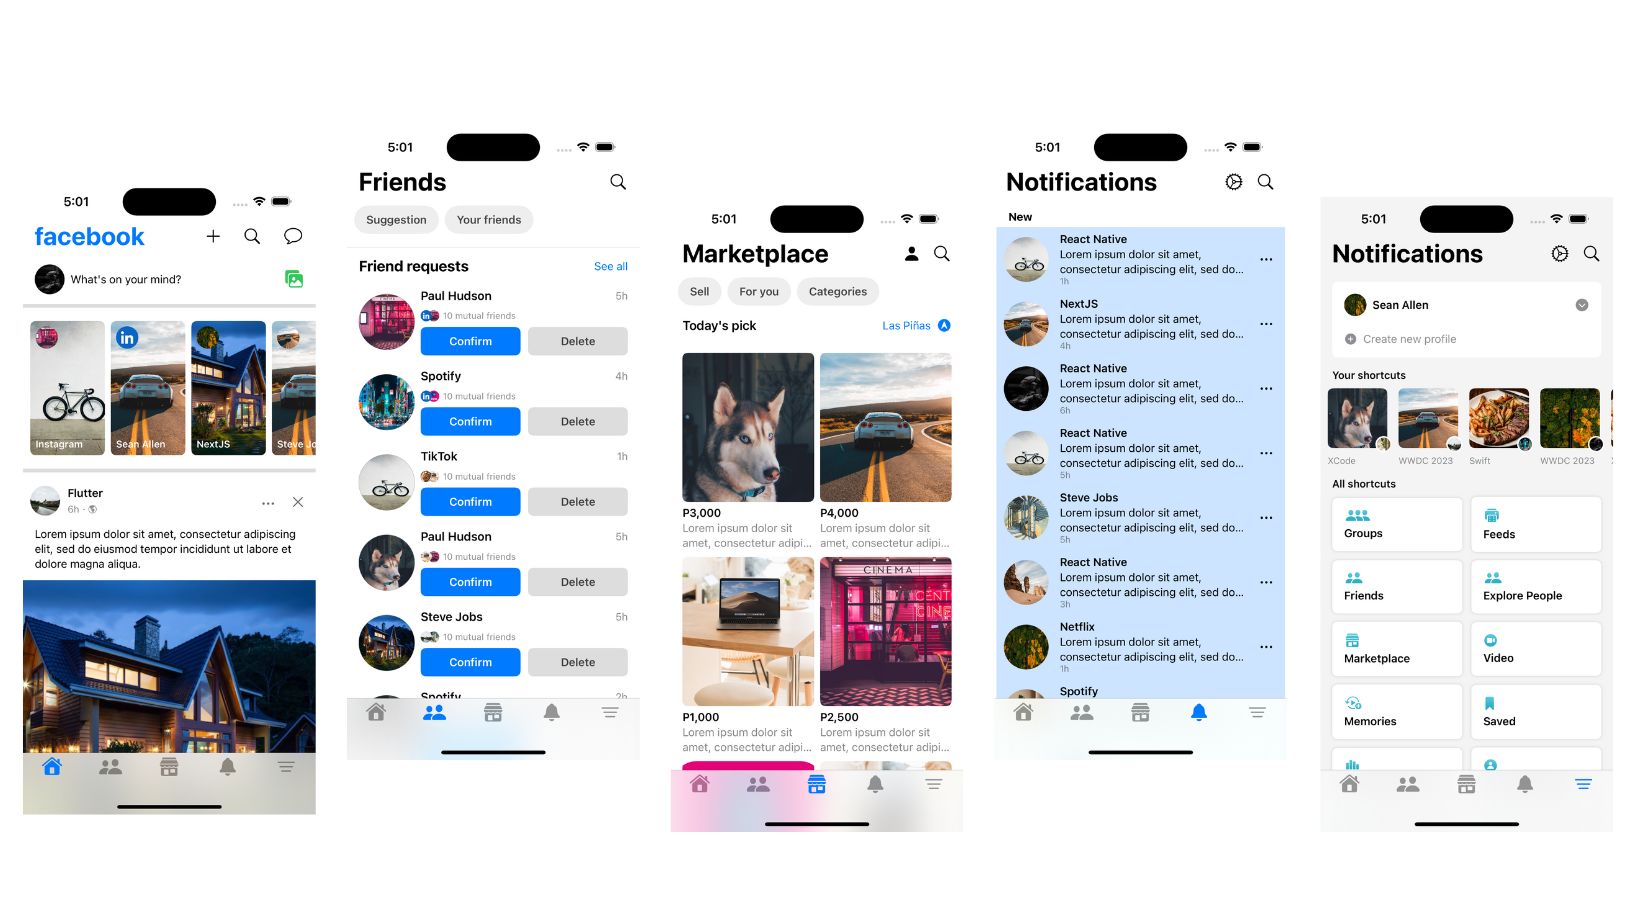 5:01
facebook
What's on your mind?
Instagram
Sean Allen
NextJS
Steve Jo
Flutter
6h ·
Lorem ipsum dolor sit amet, consectetur adipiscing
elit, sed do eiusmod tempor incididunt ut labore et
dolore magna aliqua.
5:01
Friends
Suggestion
Your friends
Friend requests
See all
Paul Hudson
5h
10 mutual friends
Confirm
Delete
Spotify
4h
10 mutual friends
Confirm
Delete
TikTok
1h
10 mutual friends
Confirm
Delete
Paul Hudson
5h
10 mutual friends
Confirm
Delete
Steve Jobs
5h
10 mutual friends
Confirm
Delete
Spotify
2h
5:01
Marketplace
Sell
For you
Categories
Today's pick
Las Piñas
P3,000
Lorem ipsum dolor sit
amet, consectetur adipi...
P4,000
Lorem ipsum dolor sit
amet, consectetur adipi...
CINEMA
P1,000
Lorem ipsum dolor sit
amet, consectetur adipi...
P2,500
Lorem ipsum dolor sit
amet, consectetur adipi...
5:01
Notifications
New
React Native
Lorem ipsum dolor sit amet,
consectetur adipiscing elit, sed do...
1h
NextJS
Lorem ipsum dolor sit amet,
consectetur adipiscing elit, sed do...
4h
React Native
Lorem ipsum dolor sit amet,
consectetur adipiscing elit, sed do...
6h
React Native
Lorem ipsum dolor sit amet,
consectetur adipiscing elit, sed do...
5h
Steve Jobs
Lorem ipsum dolor sit amet,
consectetur adipiscing elit, sed do...
5h
React Native
Lorem ipsum dolor sit amet,
consectetur adipiscing elit, sed do...
3h
Netflix
Lorem ipsum dolor sit amet,
consectetur adipiscing elit, sed do...
1h
Spotify
5:01
Notifications
Sean Allen
Create new profile
Your shortcuts
XCode
WWDC 2023
Swift
WWDC 2023
All shortcuts
Groups
Feeds
Friends
Explore People
Marketplace
Video
Memories
Saved